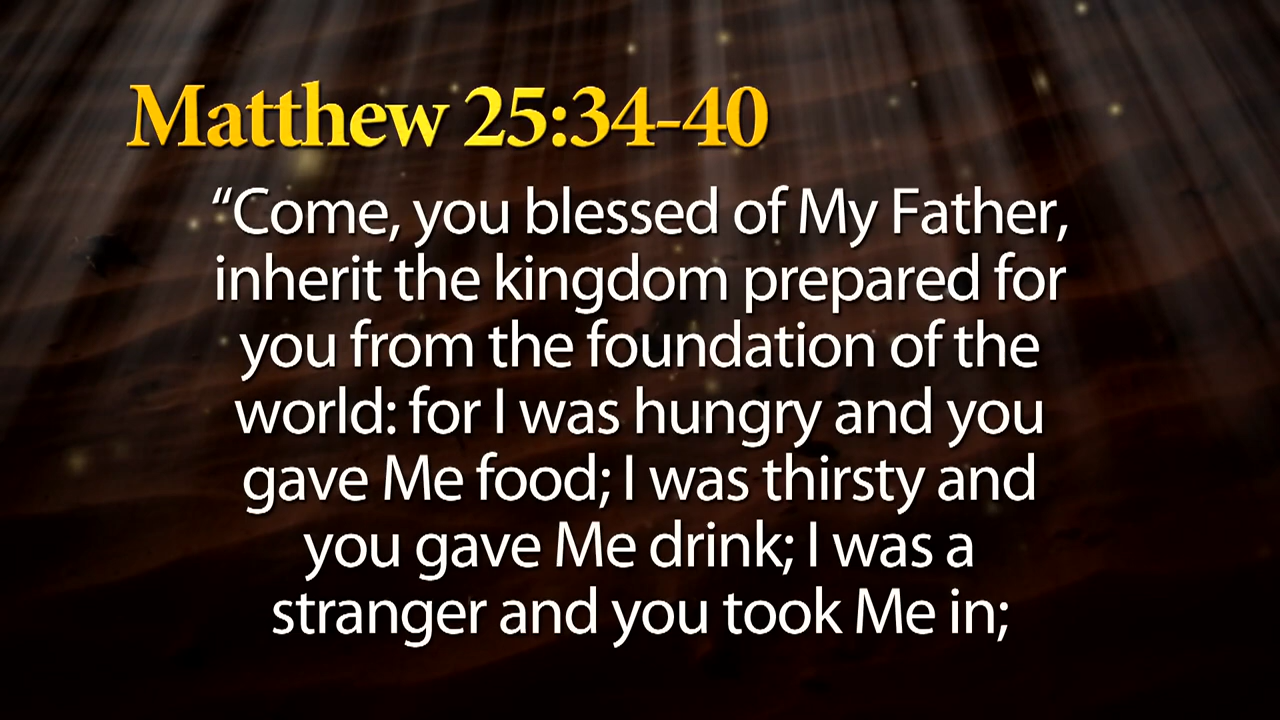 Matthew 25:34-40
“Come, you blessed of My Father,
inherit the kingdom prepared for
you from the foundation of the
world: for I was hungry and you
gave Me food; I was thirsty and
you gave Me drink; I was a
stranger and you took Me in;